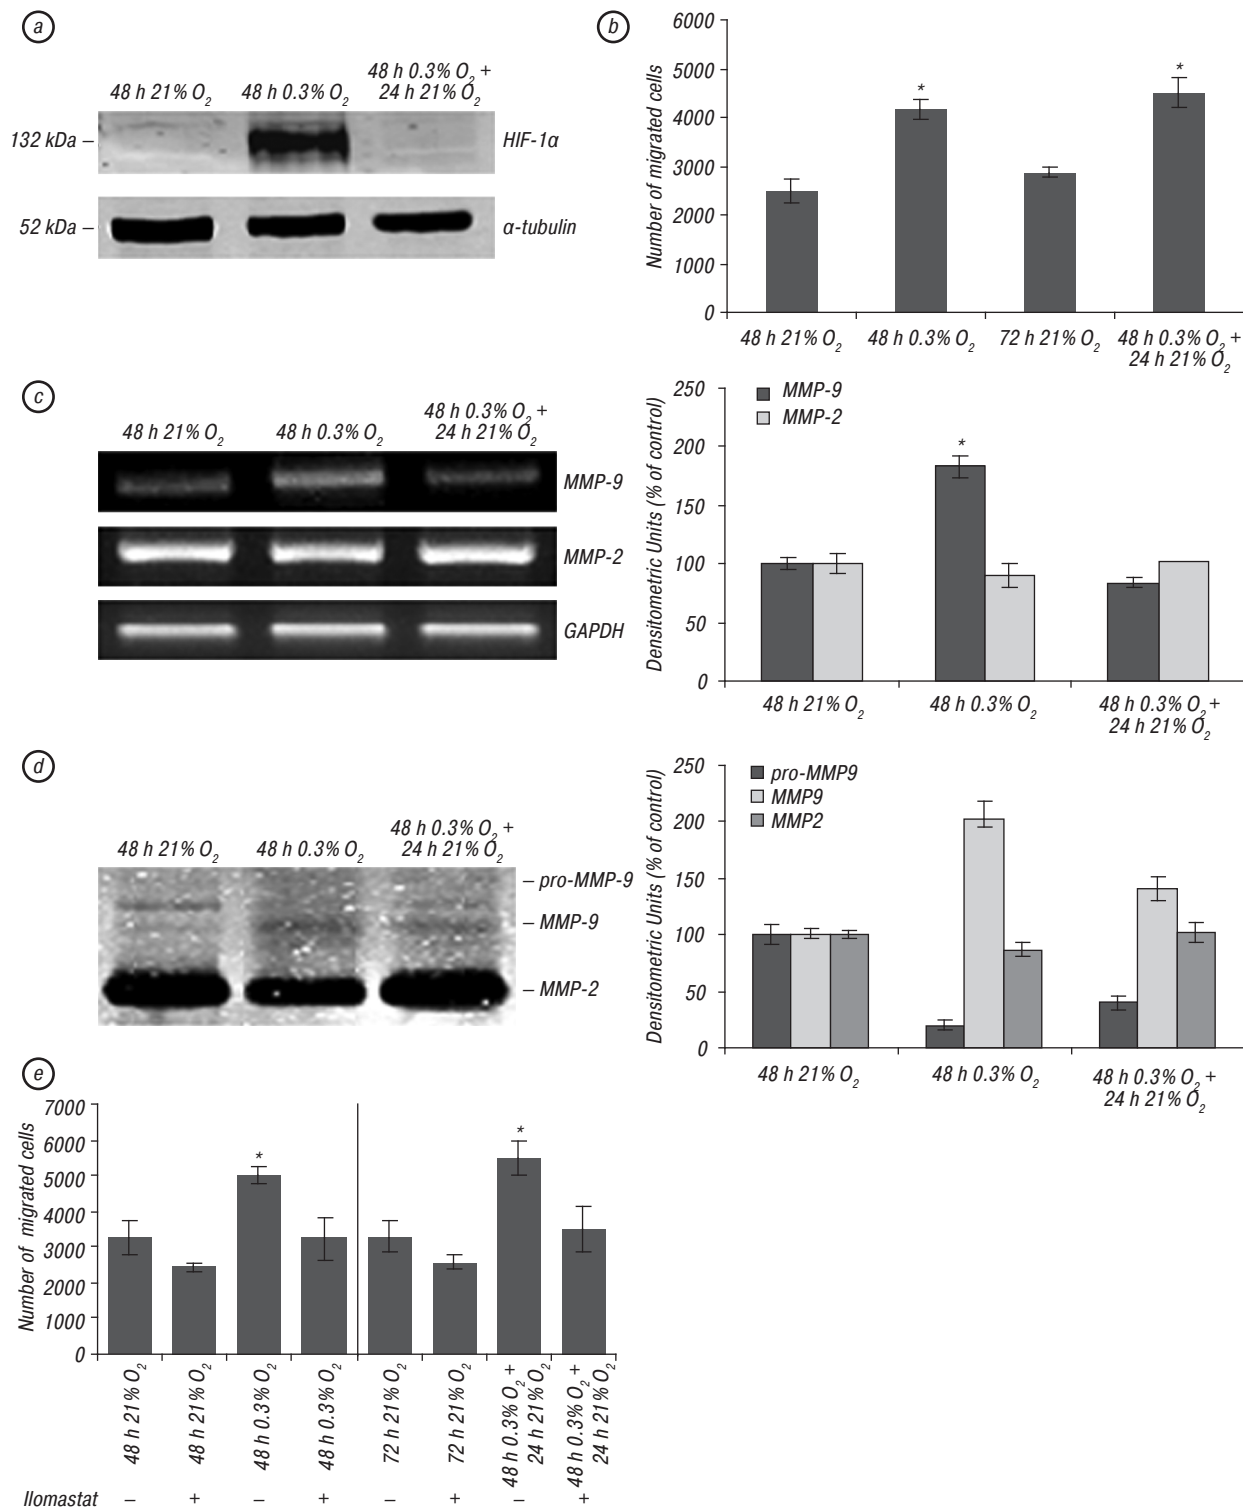 a
48 h 0.3% O2 +
48 h 21% O2 48 h 0.3% O2 24 h 21% O2
132 kDa – HIF-1α
52 kDa – α-tubulin
b
Number of migrated cells
6000
5000
4000
3000
2000
1000
0
* *
48 h 21% O2 48 h 0.3% O2 72 h 21% O2 48 h 0.3% O2 +
24 h 21% O2
c
48 h 0.3% O2 +
48 h 21% O2 48 h 0.3% O2 24 h 21% O2
MMP-9
MMP-2
GAPDH
Densitometric Units (% of control)
250
200
150
100
50
0
MMP-9
MMP-2
*
48 h 21% O2 48 h 0.3% O2 48 h 0.3% O2 +
24 h 21% O2
d
48 h 0.3% O2 +
48 h 21% O2 48 h 0.3% O2 24 h 21% O2
– pro-MMP-9
– MMP-9
– MMP-2
Densitometric Units (% of control)
250
200
150
100
50
0
pro-MMP9
MMP9
MMP2
48 h 21% O2 48 h 0.3% O2 48 h 0.3% O2 +
24 h 21% O2
e
Number of migrated cells
7000
6000
5000
4000
3000
2000
1000
0
* *
48 h 21% O2
48 h 21% O2
48 h 0.3% O2
48 h 0.3% O2
72 h 21% O2
72 h 21% O2
48 h 0.3% O2 +
24 h 21% O2
48 h 0.3% O2 +
24 h 21% O2
Ilomastat – + – + – + – +